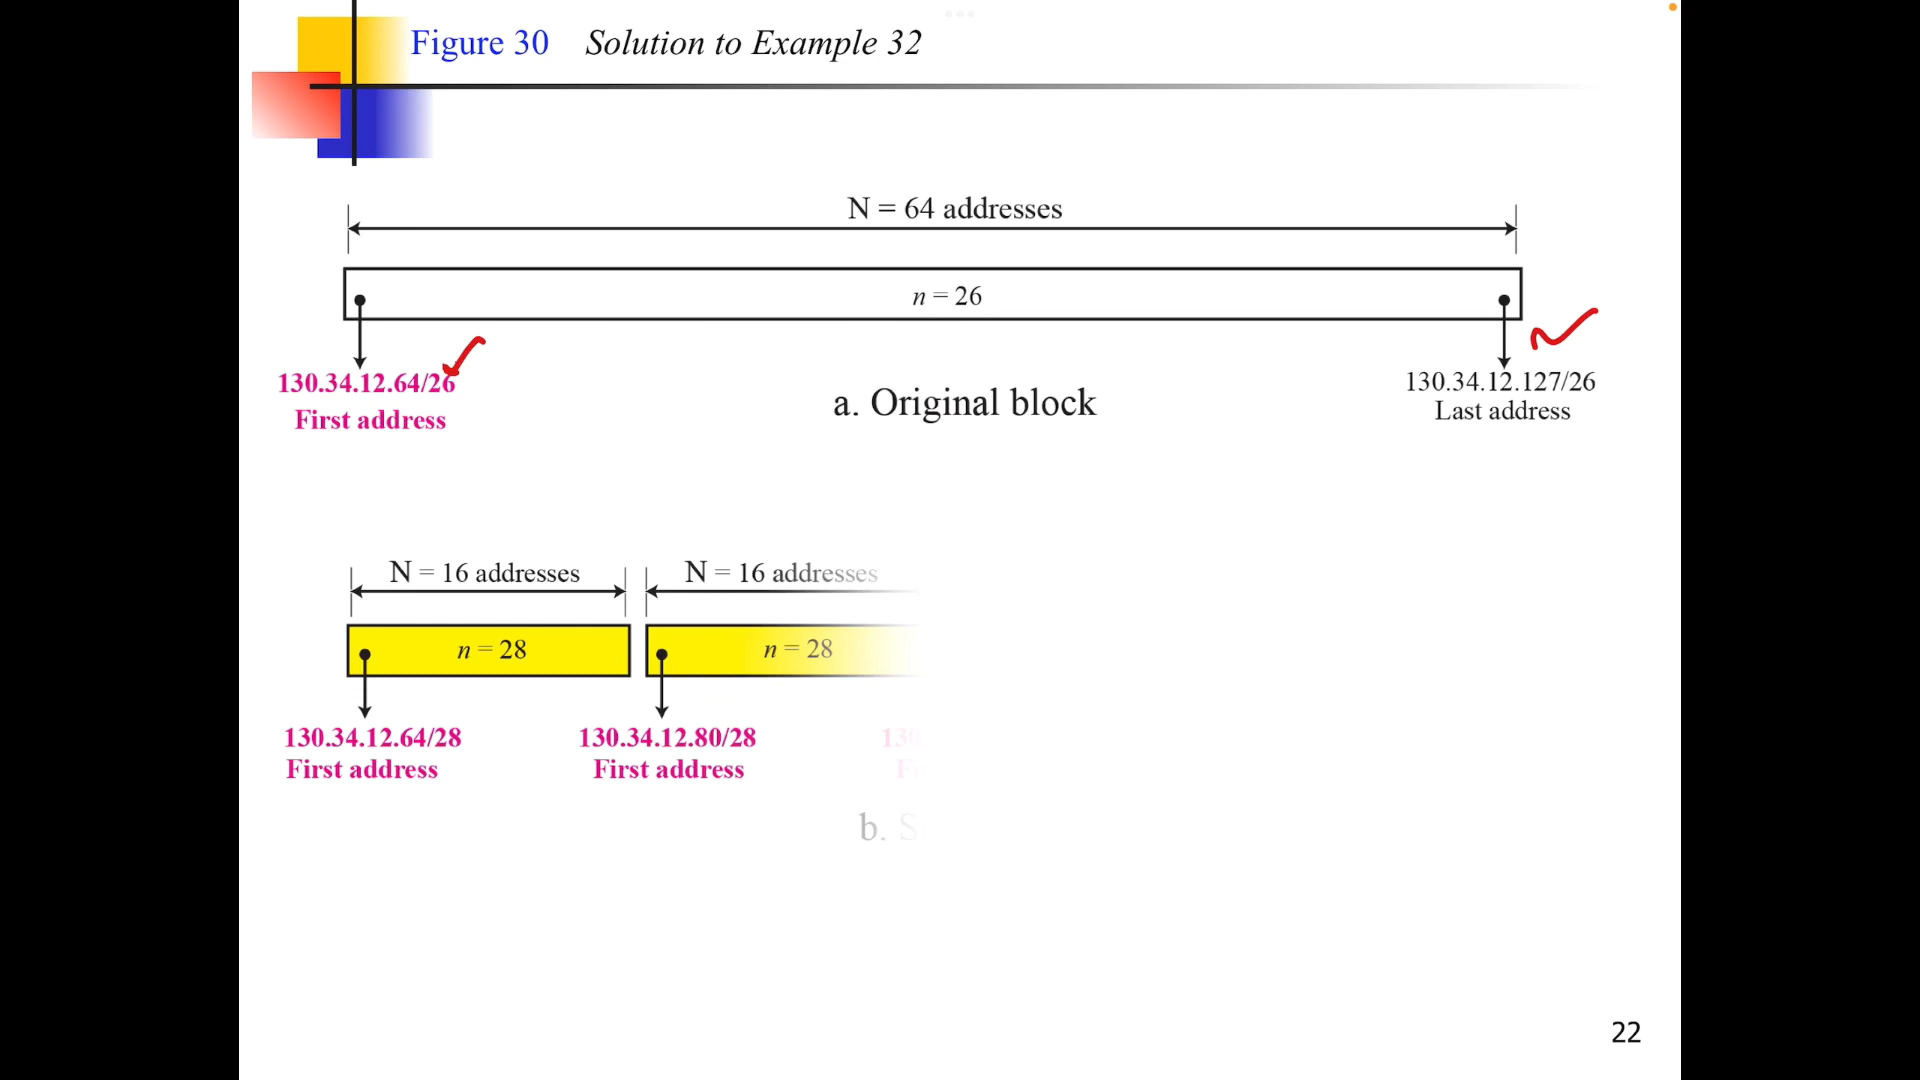 Figure 30 Solution to Example 32
N = 64 addresses
n = 26
130.34.12.64/26
First address
130.34.12.127/26
Last address
a. Original block
N = 16 addresses
N = 16 addresses
n = 28
n = 28
130.34.12.64/28
First address
130.34.12.80/28
First address
130
b. S
22